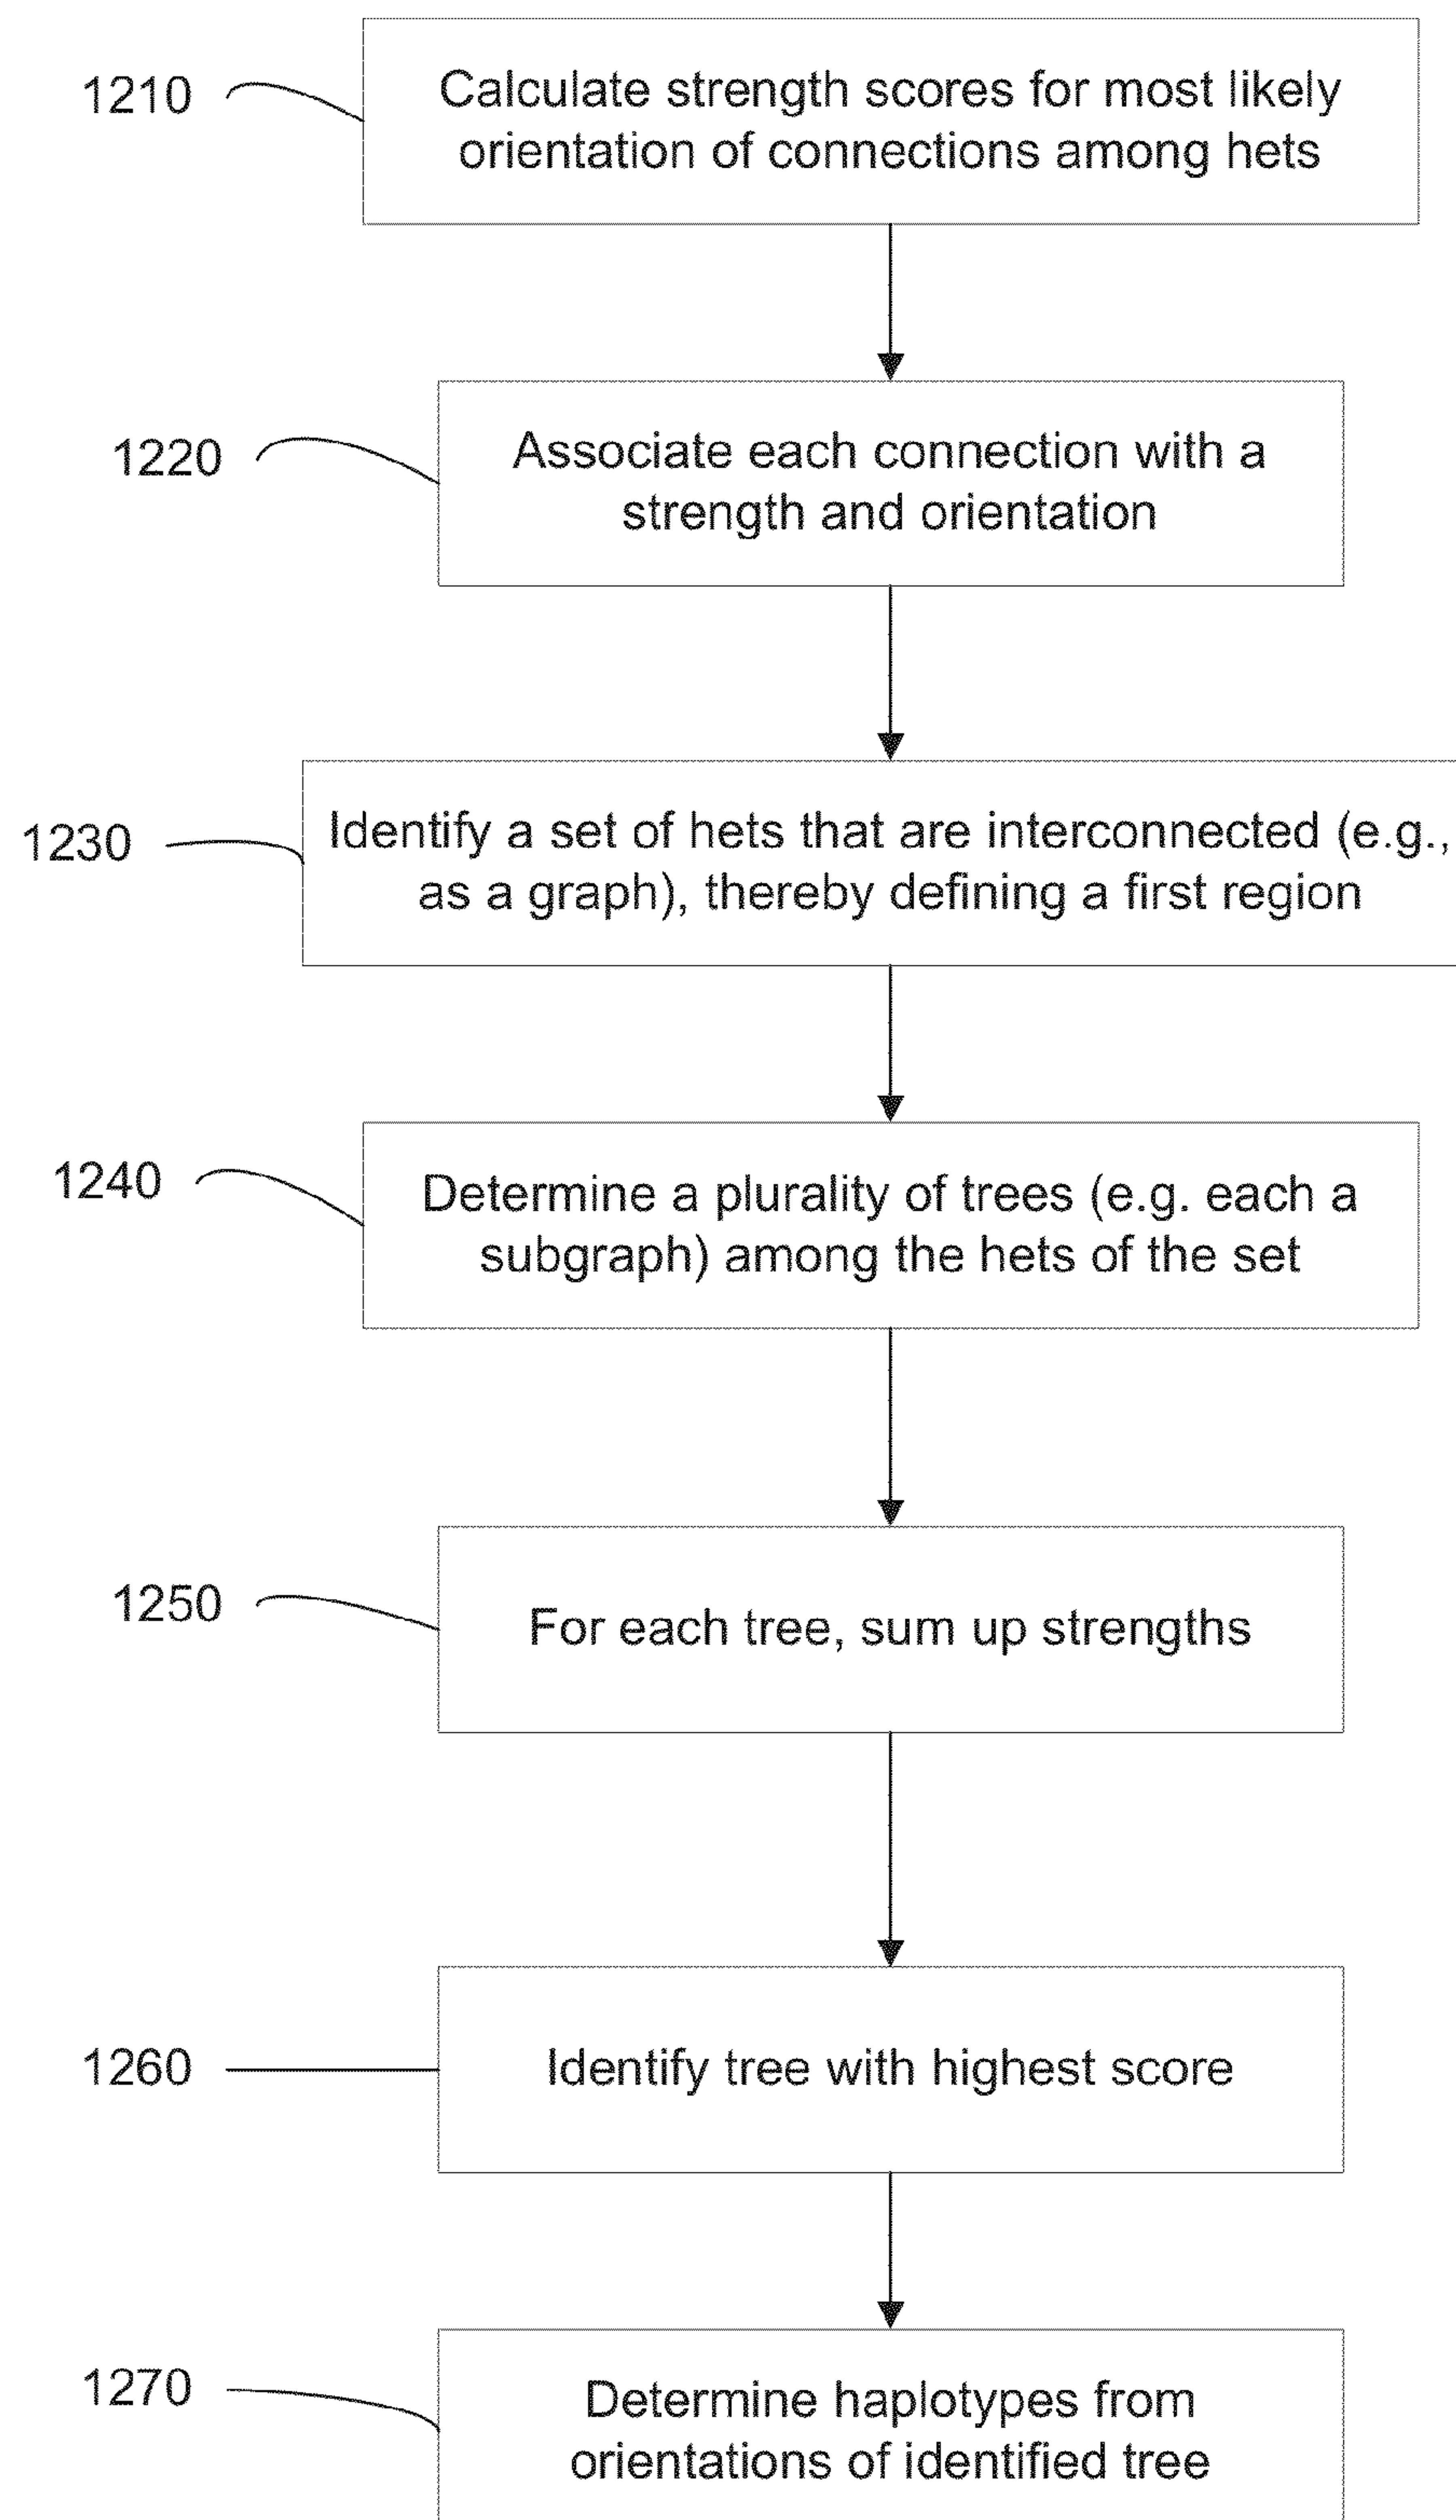 1210
Calculate strength scores for most likely
orientation of connections among hets
1220
Associate each connection with a
strength and orientation
1230
Identify a set of hets that are interconnected (e.g.,
as a graph), thereby defining a first region
1240
Determine a plurality of trees (e.g. each a
subgraph) among the hets of the set
1250
For each tree, sum up strengths
1260
Identify tree with highest score
1270
Determine haplotypes from
orientations of identified tree